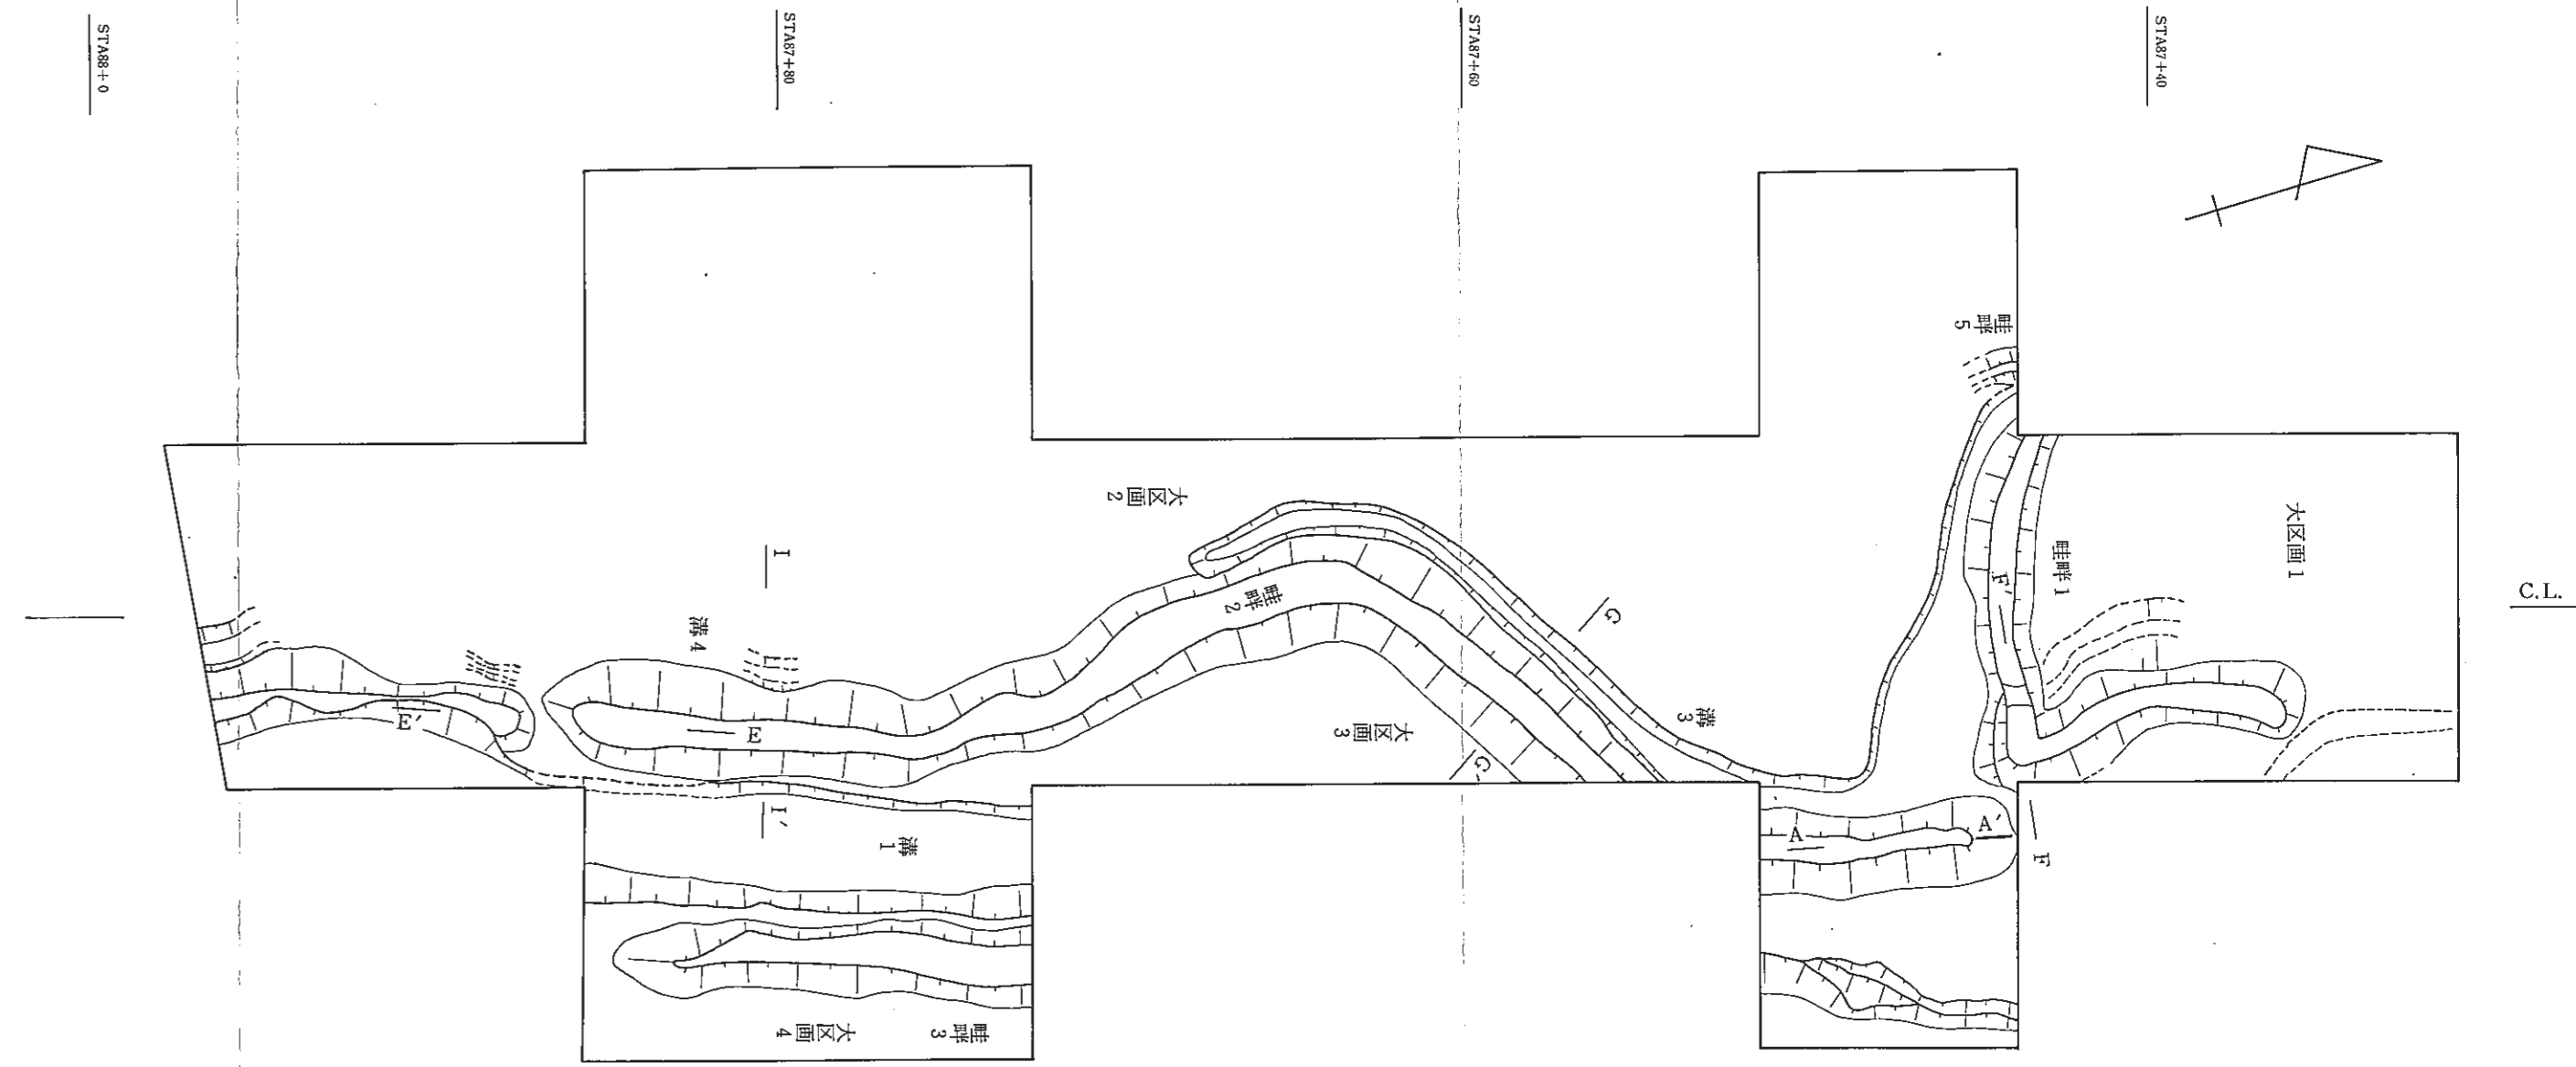 STA88+0
STA87+80
STA87+60
STA87+40
畦畔5
大区画2
大区画1
畦畔1
I
F'
C.L.
畦畔2
G
溝4
溝3
E'
E
大区画3
G'
I'
溝1
A
A'
F
大区画4
畦畔3